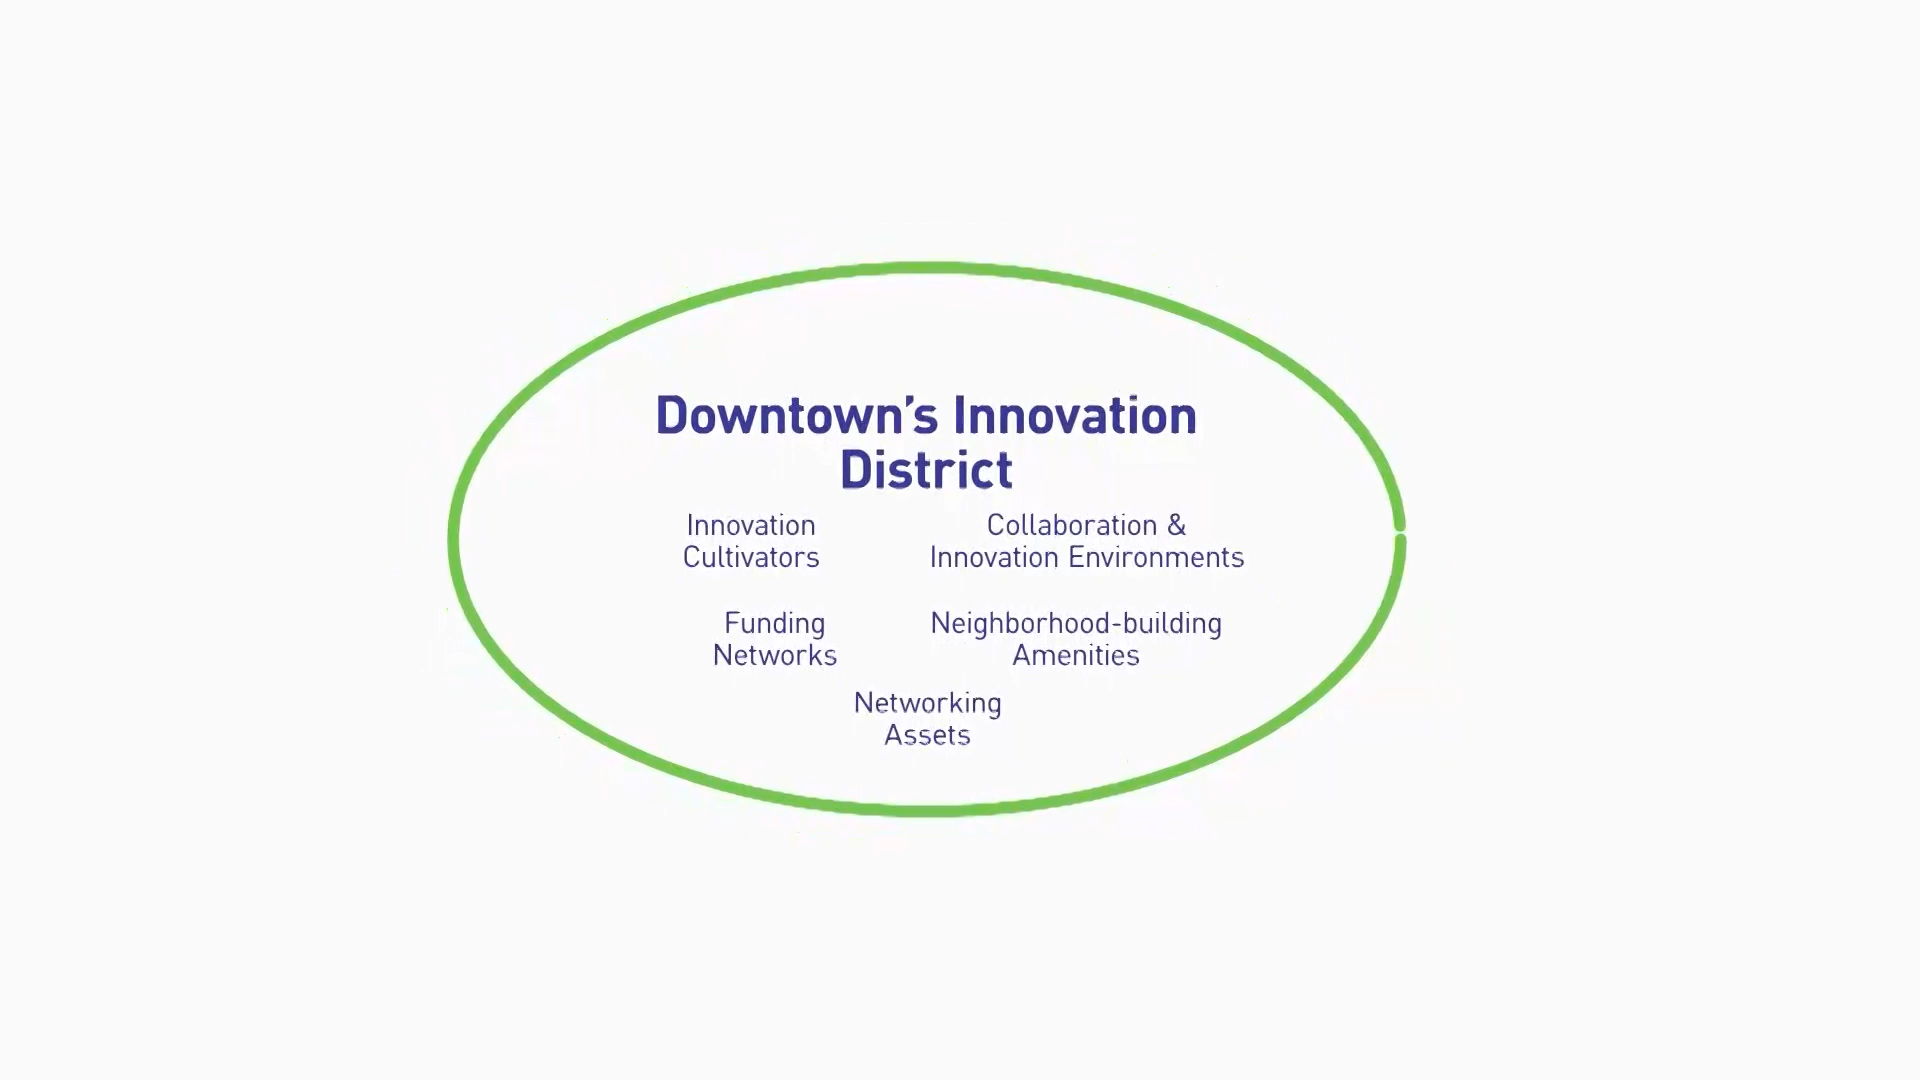 Downtown’s Innovation
District
Innovation
Cultivators
Collaboration &
Innovation Environments
Funding
Networks
Neighborhood-building
Amenities
Networking
Assets